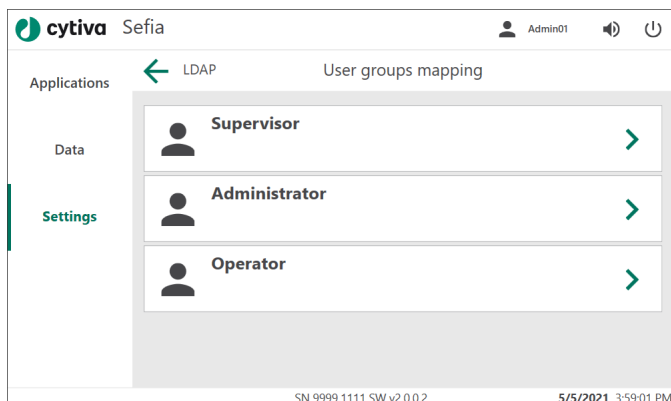 cytiva Sefia Admin01
Applications
Data
Settings
LDAP User groups mapping
Supervisor
Administrator
Operator
SN 9999 1111 SW v2.0.0.2 5/5/2021 3:59:01 PM